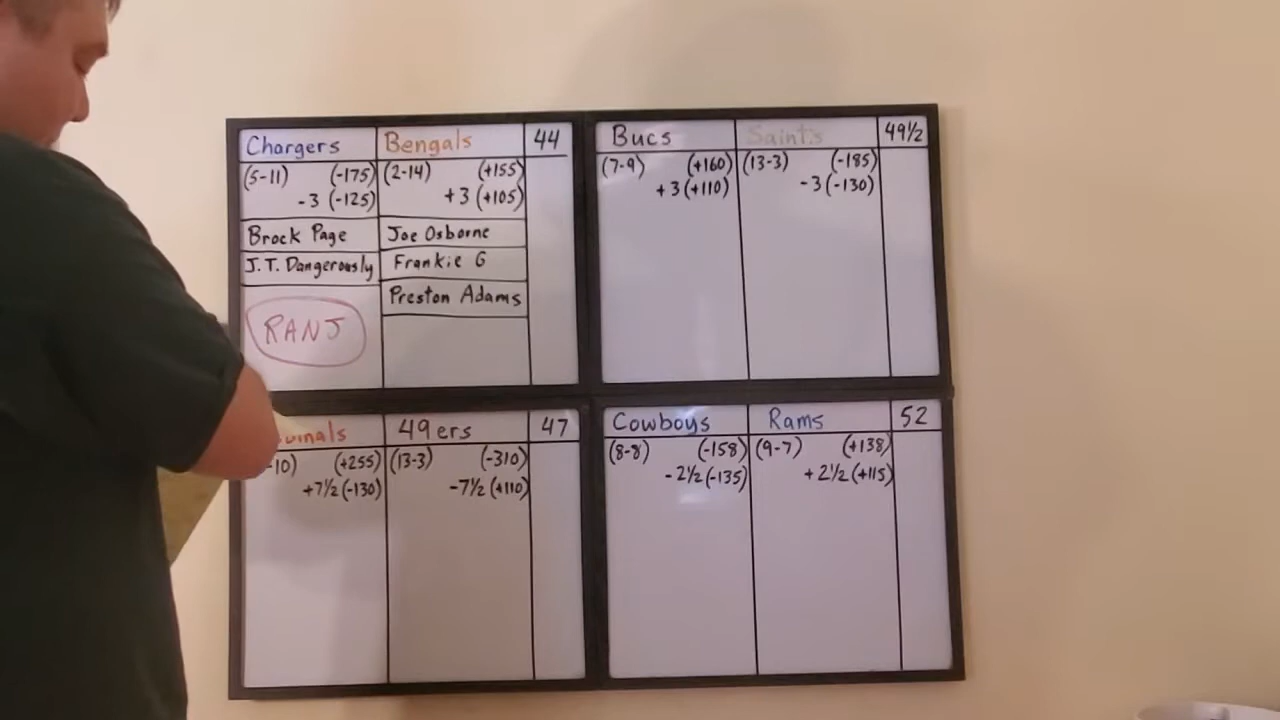 Chargers Bengals 44
(5-11) (-175) (2-14) (+155)
-3 (-125) +3 (+105)
Brock Page Joe Osborne
J.T. Dangerously Frankie G
Preston Adams
RANJ
Bucs Saints 49½
(7-9) (+160) (13-3) (-185)
+3 (+110) -3 (-130)
49ers 47
-10) (+255) (13-3) (-310)
+7½ (-130) -7½ (+110)
Cowboys Rams 52
(8-8) (-158) (9-7) (+138)
-2½ (-135) +2½ (+115)